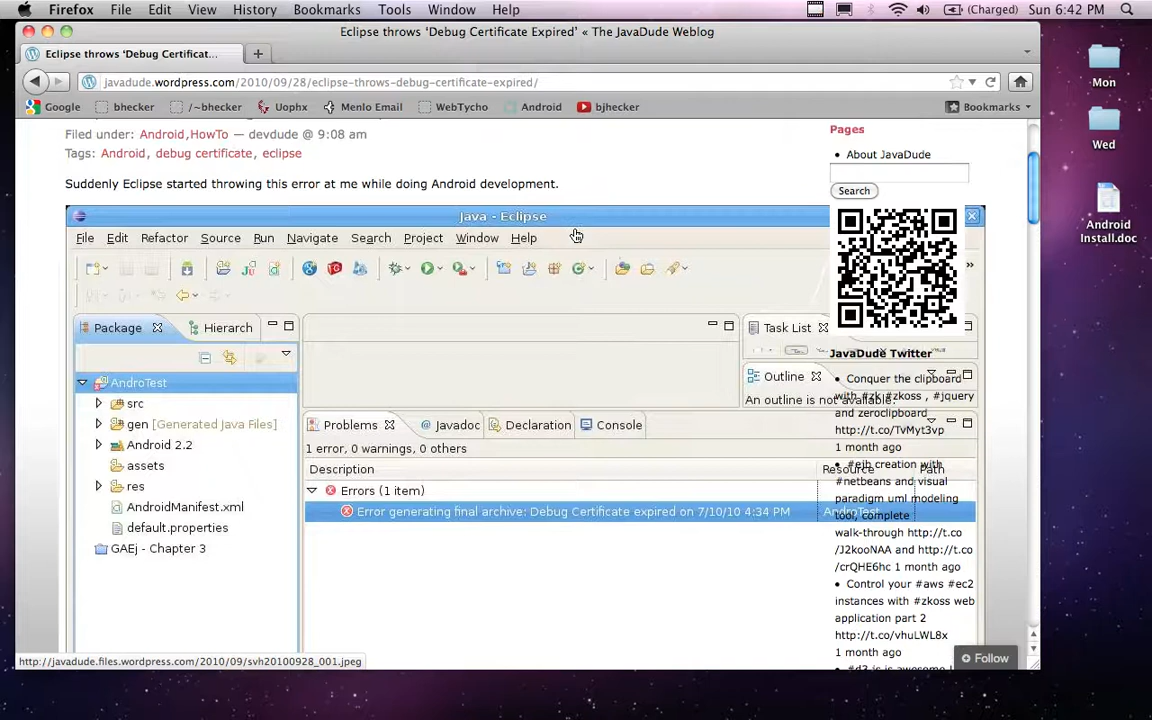 Firefox File Edit View History Bookmarks Tools Window Help (Charged) Sun 6:42 PM
Eclipse throws 'Debug Certificate Expired' « The JavaDude Weblog
Eclipse throws 'Debug Certificat...
javadude.wordpress.com/2010/09/28/eclipse-throws-debug-certificate-expired/
Google bhecker /~bhecker Uophx Menlo Email WebTycho Android bjhecker Bookmarks
Mon
Wed
Android Install.doc
Filed under: Android,HowTo — devdude @ 9:08 am
Tags: Android, debug certificate, eclipse
Suddenly Eclipse started throwing this error at me while doing Android development.
Pages
• About JavaDude
Search
Java - Eclipse
File Edit Refactor Source Run Navigate Search Project Window Help
Package Hierarch
Task List
AndroTest
src
gen [Generated Java Files]
Android 2.2
assets
res
AndroidManifest.xml
default.properties
GAEj - Chapter 3
Outline
An outline is not available.
Problems Javadoc Declaration Console
1 error, 0 warnings, 0 others
Description Resource Path
Errors (1 item)
Error generating final archive: Debug Certificate expired on 7/10/10 4:34 PM AndroTest
JavaDude Twitter
• Conquer the clipboard
with #zk #zkoss , #jquery
and zeroclipboard
http://t.co/TvMyt3vp
1 month ago
• #ejb creation with
#netbeans and visual
paradigm uml modeling
tool, complete
walk-through http://t.co
/J2kooNAA and http://t.co
/crQHE6hc 1 month ago
• Control your #aws #ec2
instances with #zkoss web
application part 2
http://t.co/vhuLWL8x
1 month ago
• #d3.js is awesome
Follow
http://javadude.files.wordpress.com/2010/09/svh20100928_001.jpeg